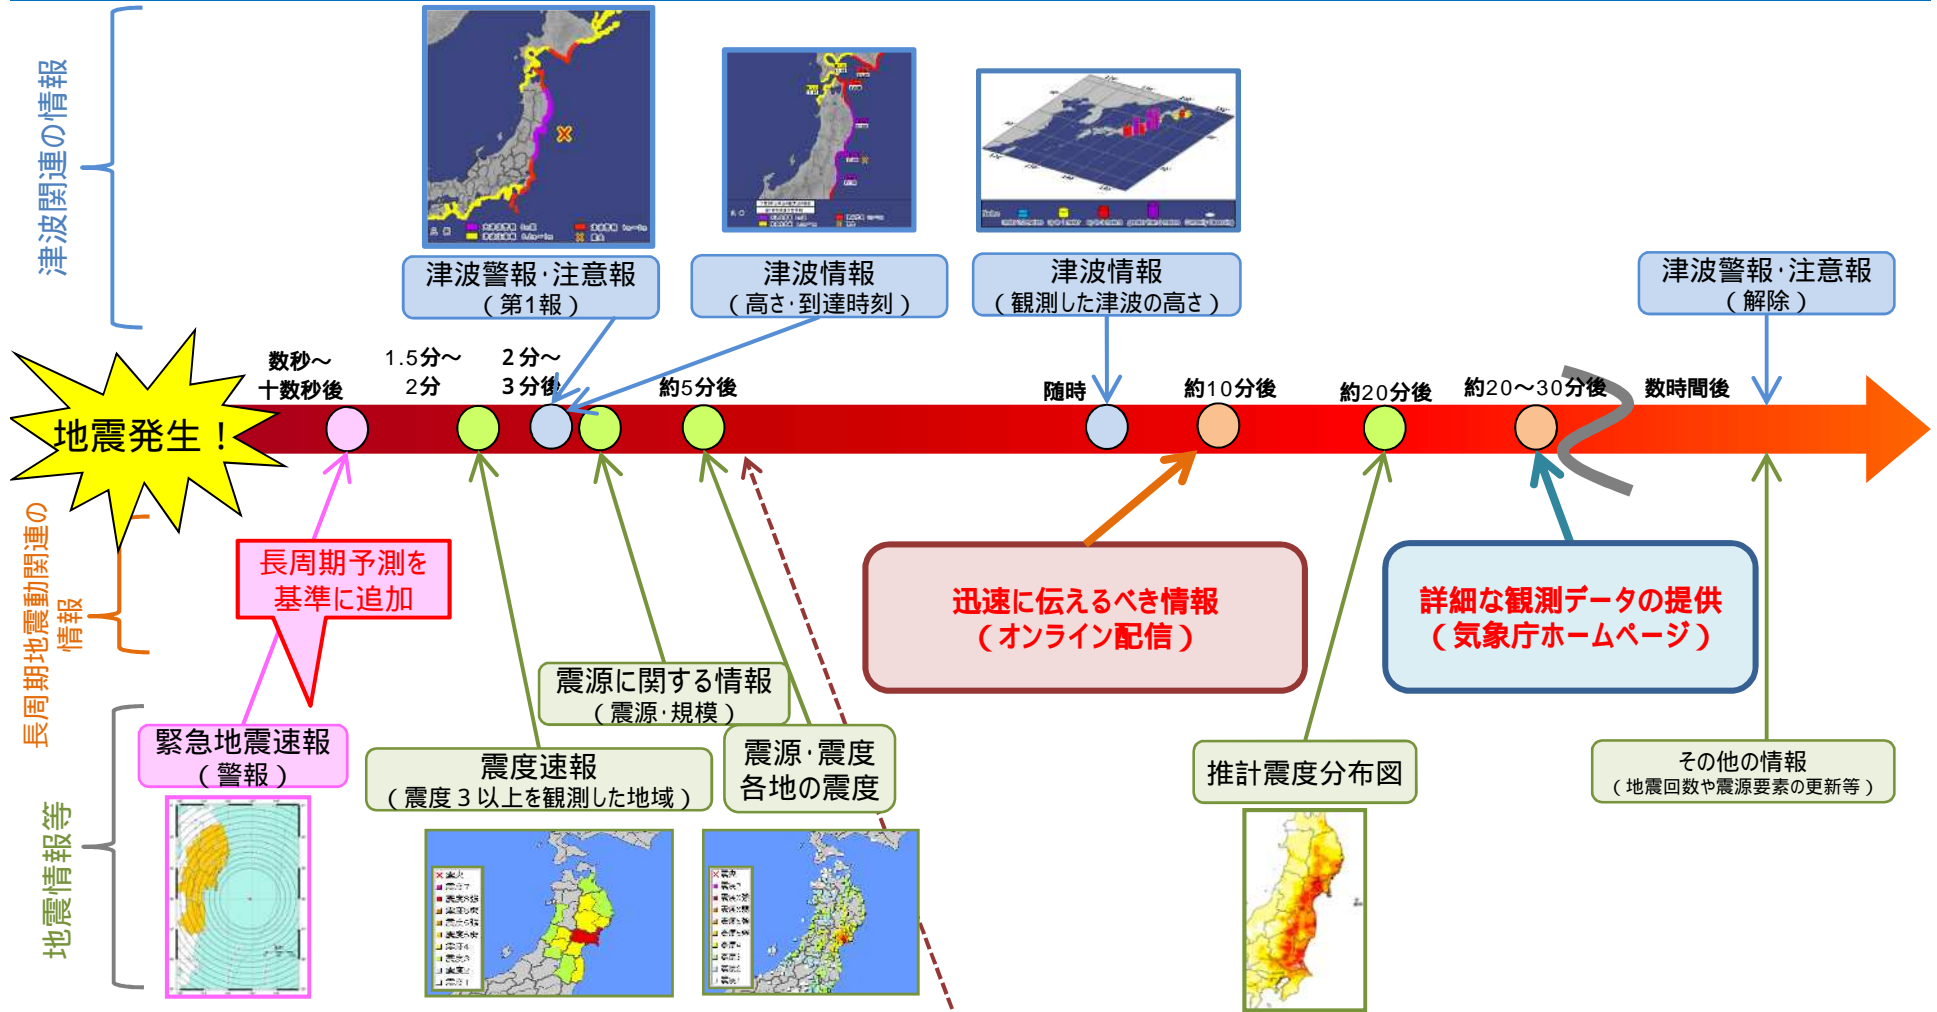 津波関連の情報
津波警報・注意報
（第1報）
津波情報
（高さ・到達時刻）
津波情報
（観測した津波の高さ）
津波警報・注意報
（解除）
地震発生！
数秒～
十数秒後
1.5分～
2分
2分～
3分後
約5分後
随時
約10分後
約20分後
約20～30分後
数時間後
長周期地震動関連の
情報
長周期予測を
基準に追加
迅速に伝えるべき情報
（オンライン配信）
詳細な観測データの提供
（気象庁ホームページ）
地震情報等
緊急地震速報
（警報）
震度速報
（震度３以上を観測した地域）
震源に関する情報
（震源・規模）
震源・震度
各地の震度
推計震度分布図
その他の情報
（地震回数や震源要素の更新等）